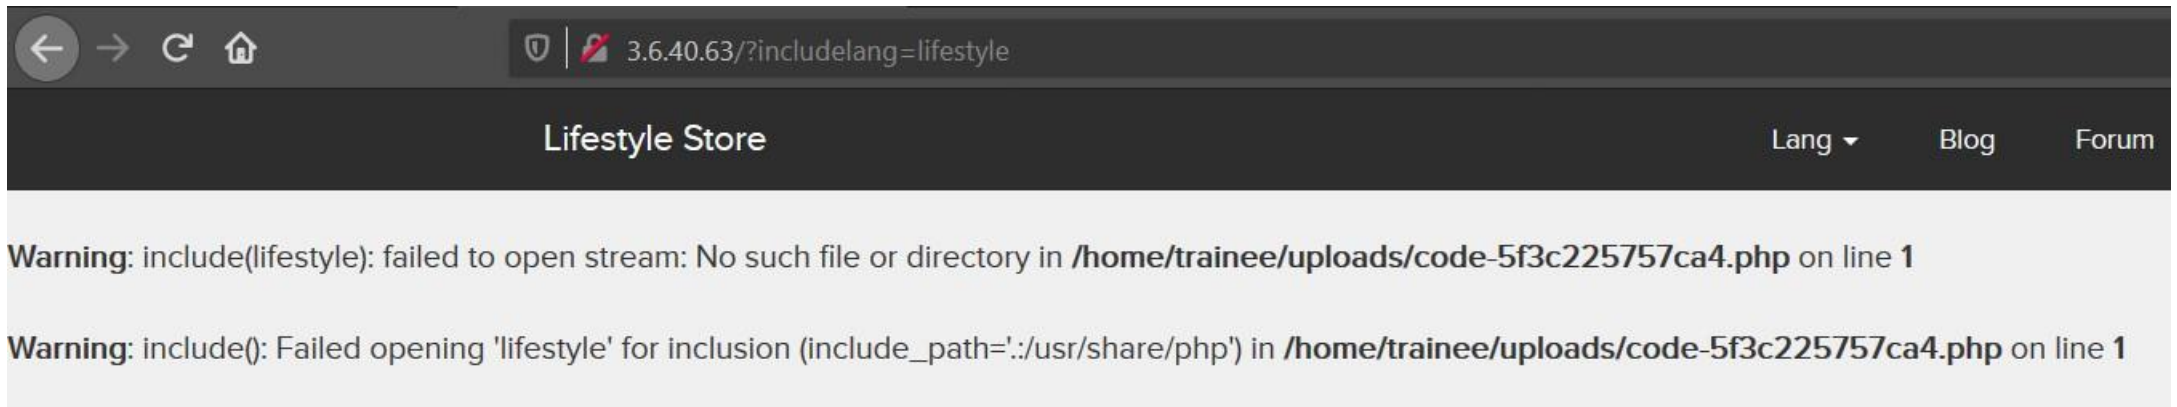 3.6.40.63/?includelang=lifestyle
Lifestyle Store
Lang
Blog
Forum
Warning: include(lifestyle): failed to open stream: No such file or directory in /home/trainee/uploads/code-5f3c225757ca4.php on line 1
Warning: include(): Failed opening 'lifestyle' for inclusion (include_path='.:/usr/share/php') in /home/trainee/uploads/code-5f3c225757ca4.php on line 1